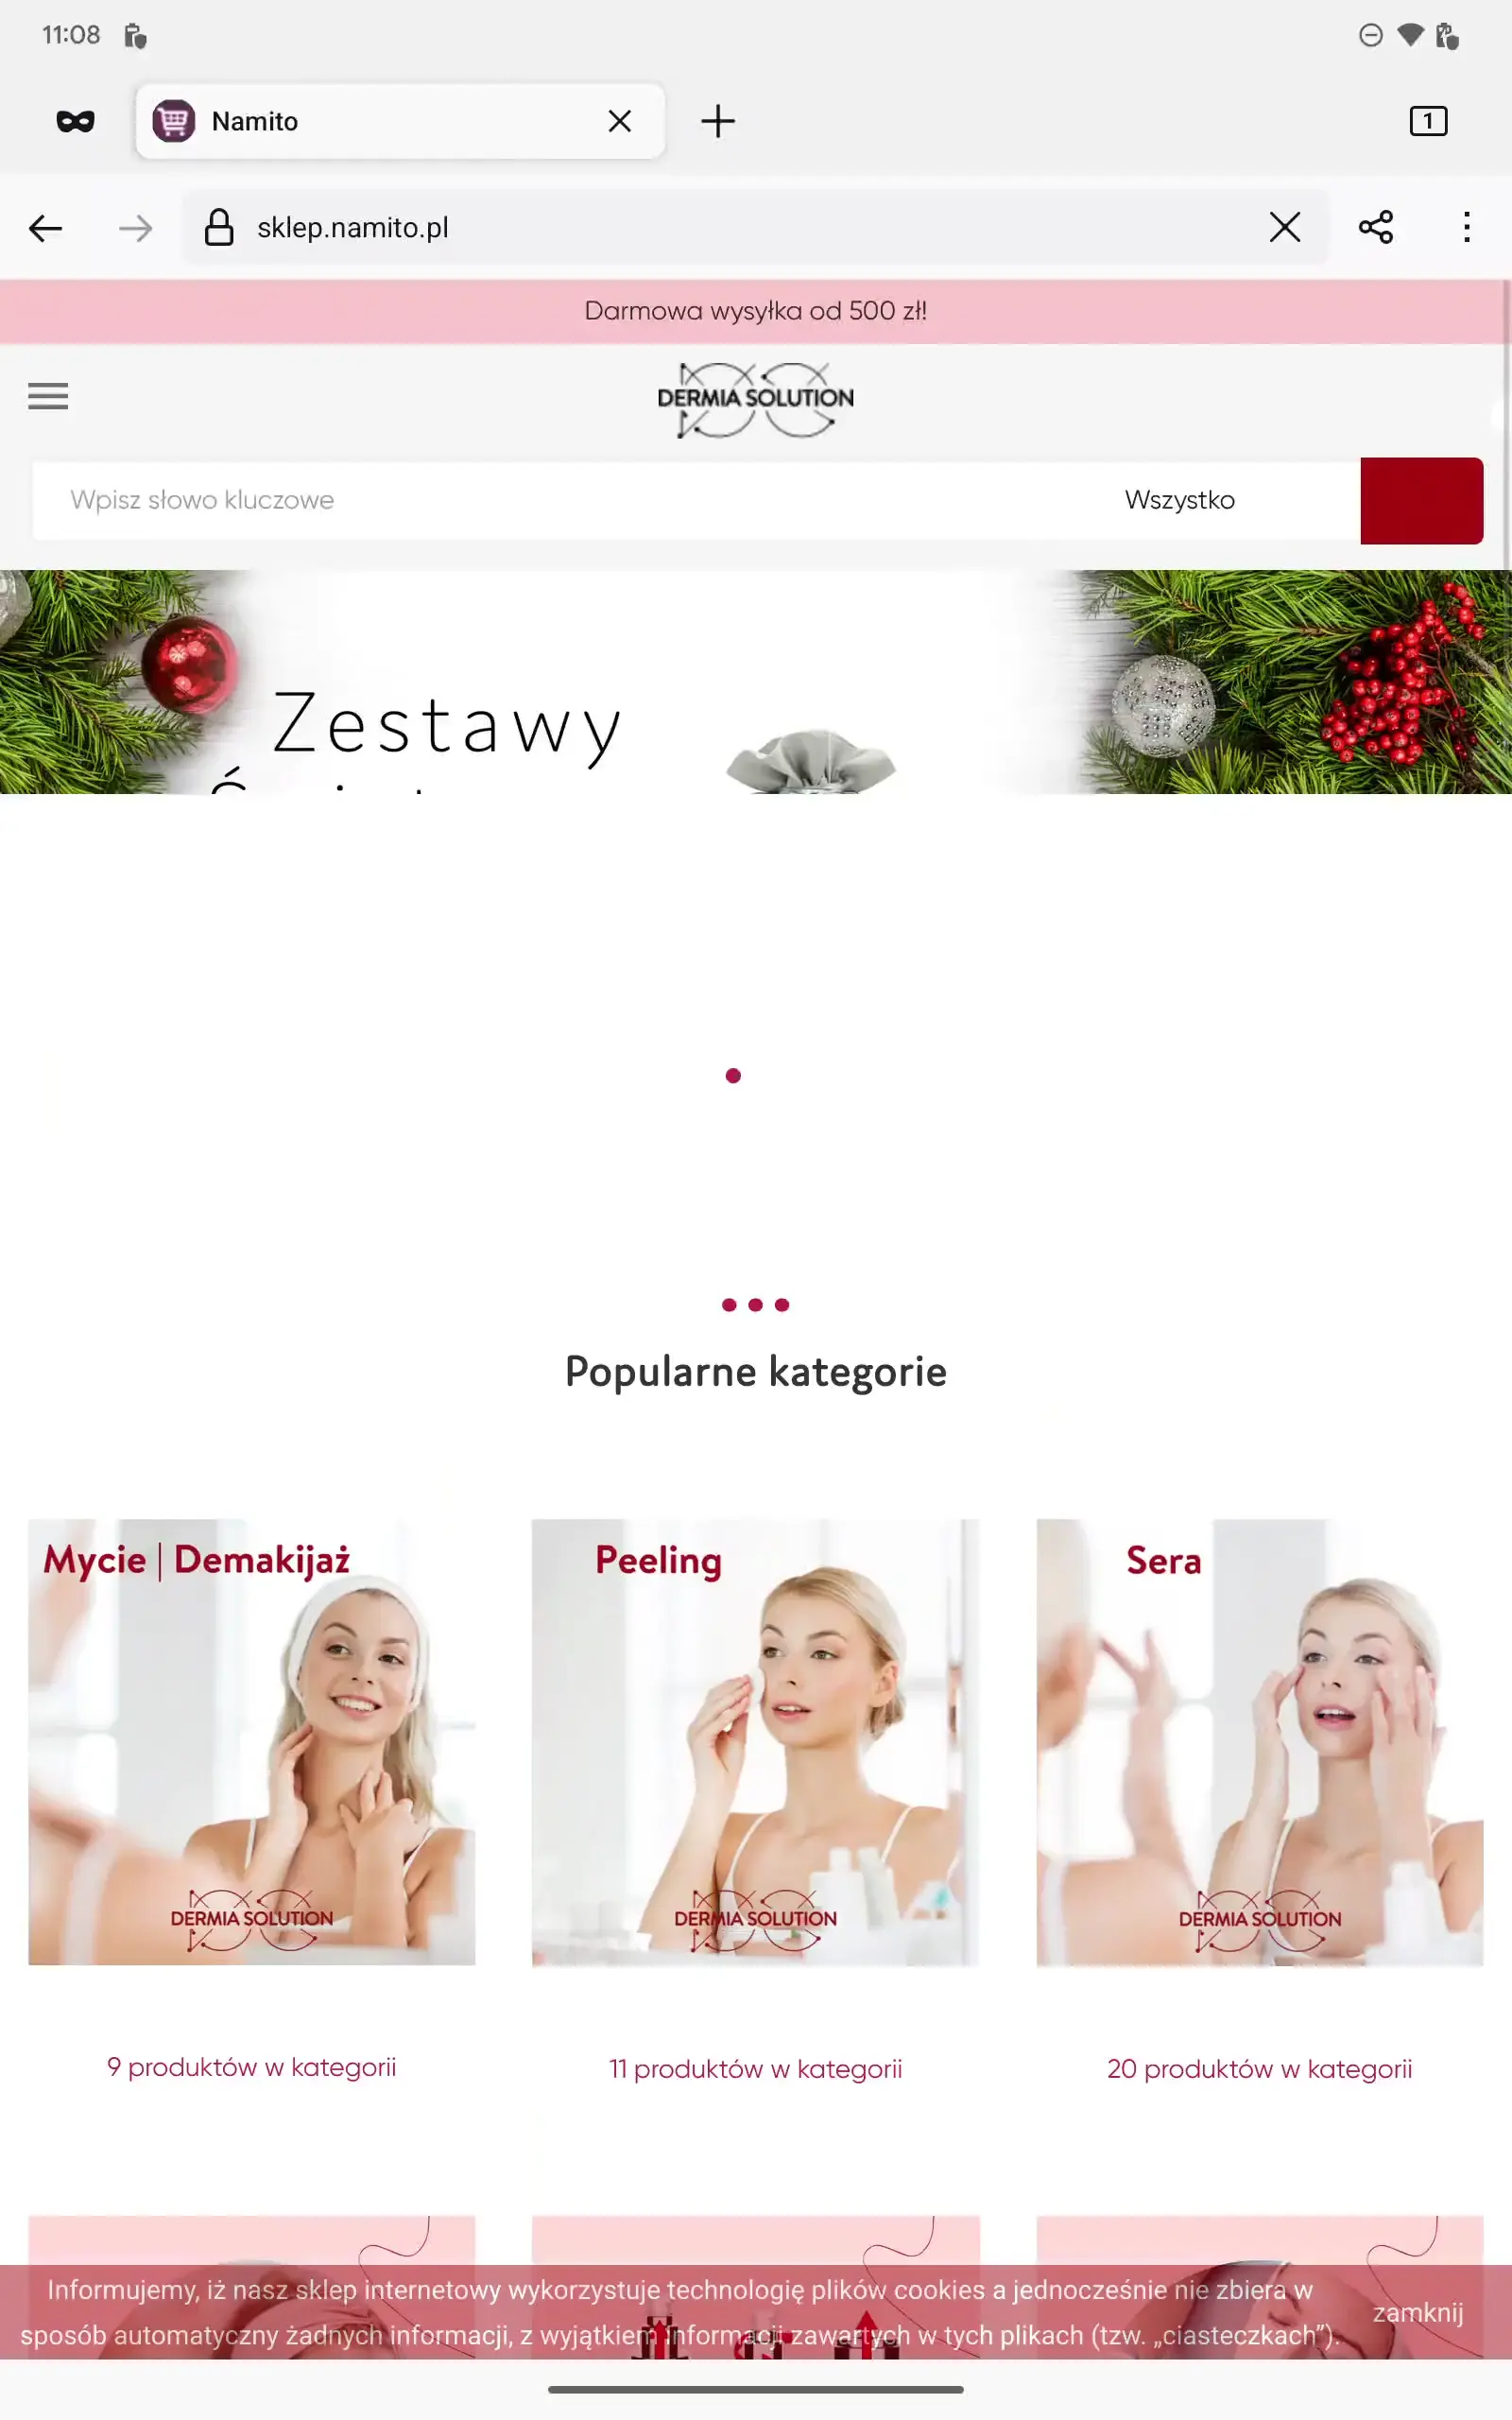 11:08
Namito
1
sklep.namito.pl
Darmowa wysyłka od 500 zł!
DERMIA SOLUTION
Wpisz słowo kluczowe
Wszystko
Zestawy
Popularne kategorie
Mycie | Demakijaż
DERMIA SOLUTION
Peeling
DERMIA SOLUTION
Sera
DERMIA SOLUTION
9 produktów w kategorii
11 produktów w kategorii
20 produktów w kategorii
Informujemy, iż nasz sklep internetowy wykorzystuje technologię plików cookies a jednocześnie nie zbiera w
sposób automatyczny żadnych informacji, z wyjątkiem informacji zawartych w tych plikach (tzw. „ciasteczkach”).
zamknij